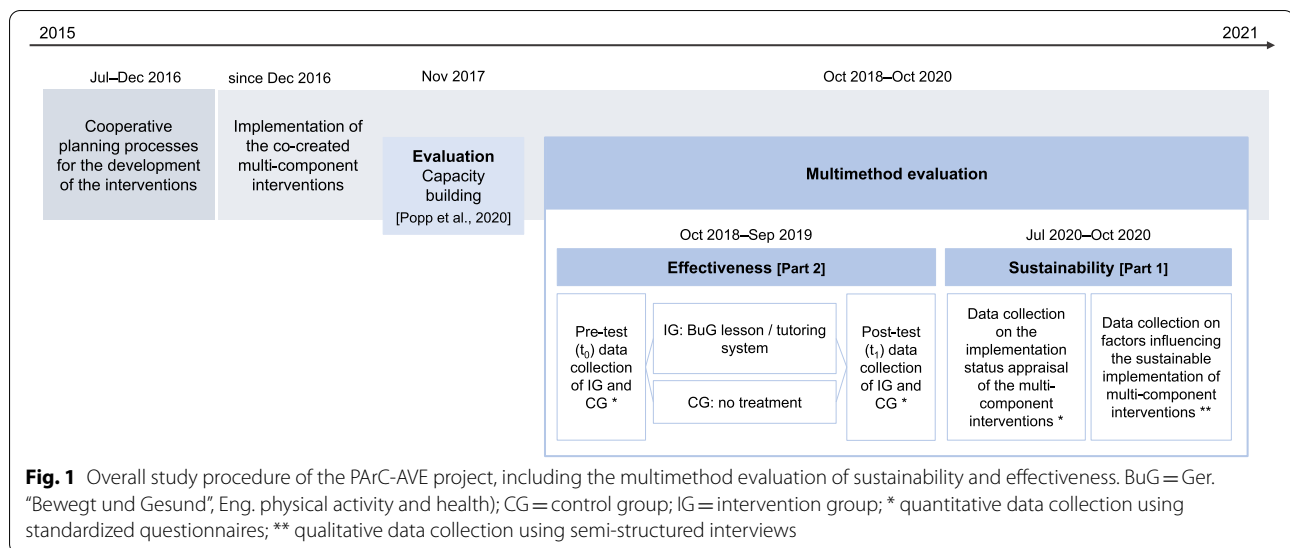 2015
2021
Jul–Dec 2016
since Dec 2016
Nov 2017
Oct 2018–Oct 2020
Cooperative
planning processes
for the development
of the interventions
Implementation of
the co-created
multi-component
interventions
Evaluation
Capacity
building
[Popp et al., 2020]
Multimethod evaluation
Oct 2018–Sep 2019
Effectiveness [Part 2]
Pre-test
(t0) data
collection
of IG and
CG *
IG: BuG lesson / tutoring
system
CG: no treatment
Post-test
(t1) data
collection
of IG and
CG *
Jul 2020–Oct 2020
Sustainability [Part 1]
Data collection
on the
implementation
status appraisal
of the multi-
component
interventions *
Data collection on
factors influencing
the sustainable
implementation of
multi-component
interventions **
Fig. 1 Overall study procedure of the PArC-AVE project, including the multimethod evaluation of sustainability and effectiveness. BuG = Ger.
“Bewegt und Gesund”, Eng. physical activity and health); CG = control group; IG = intervention group; * quantitative data collection using
standardized questionnaires; ** qualitative data collection using semi-structured interviews